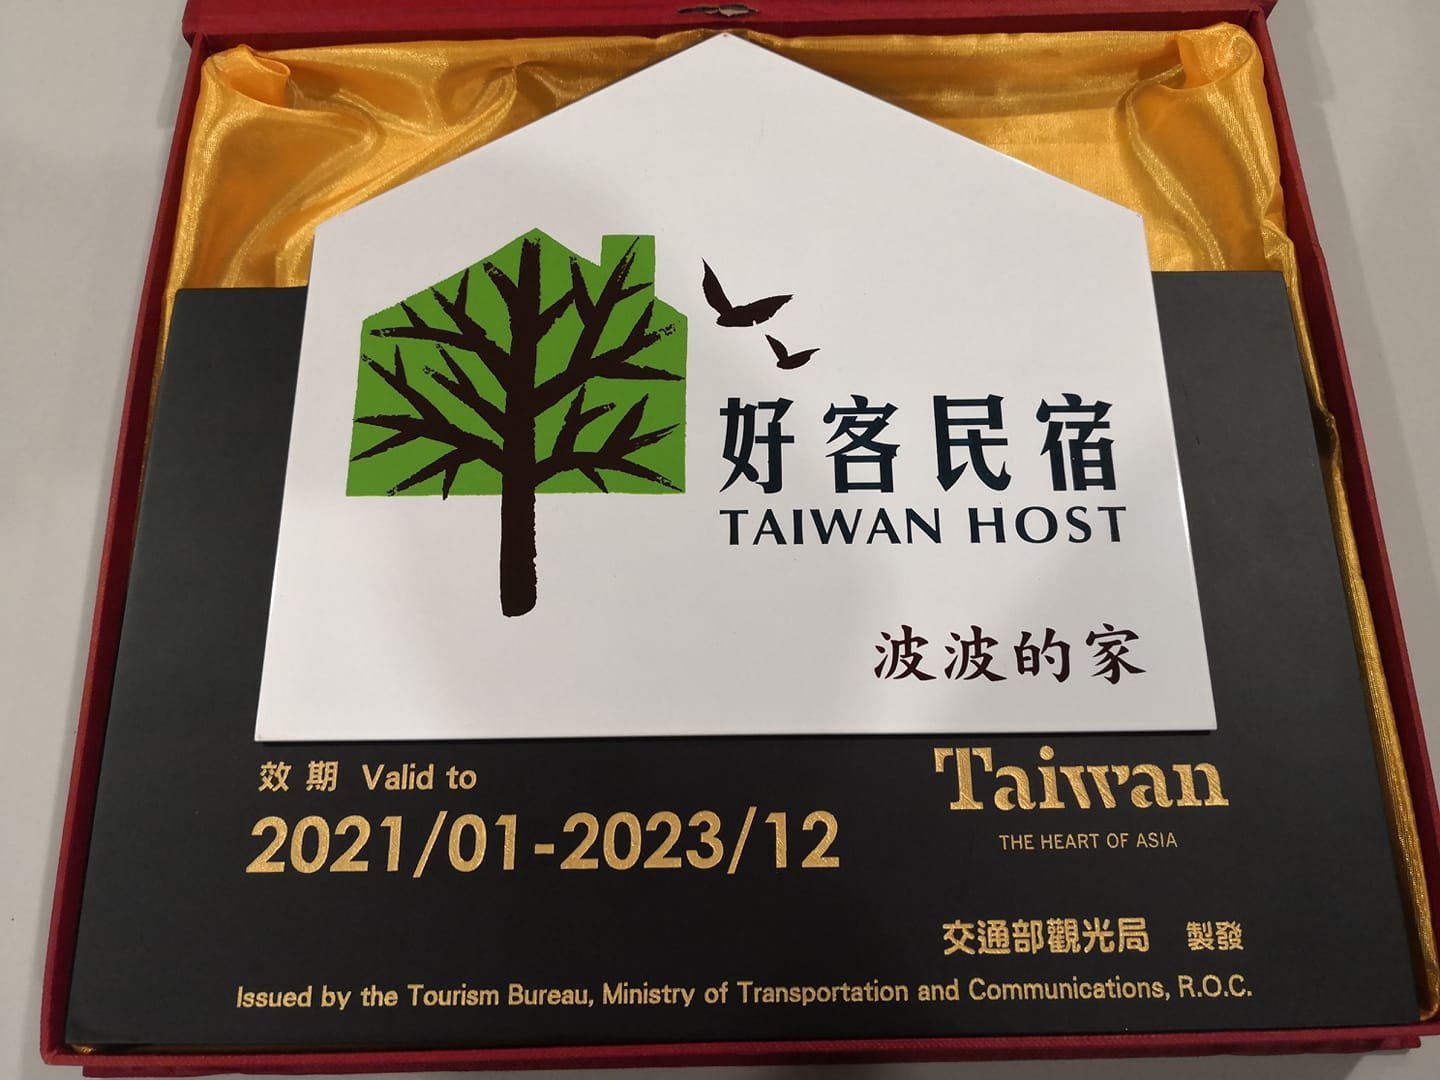 好客民宿
TAIWAN HOST
波波的家
效期 Valid to
2021/01-2023/12
Taiwan
THE HEART OF ASIA
交通部觀光局 製發
Issued by the Tourism Bureau, Ministry of Transportation and Communications, R.O.C.